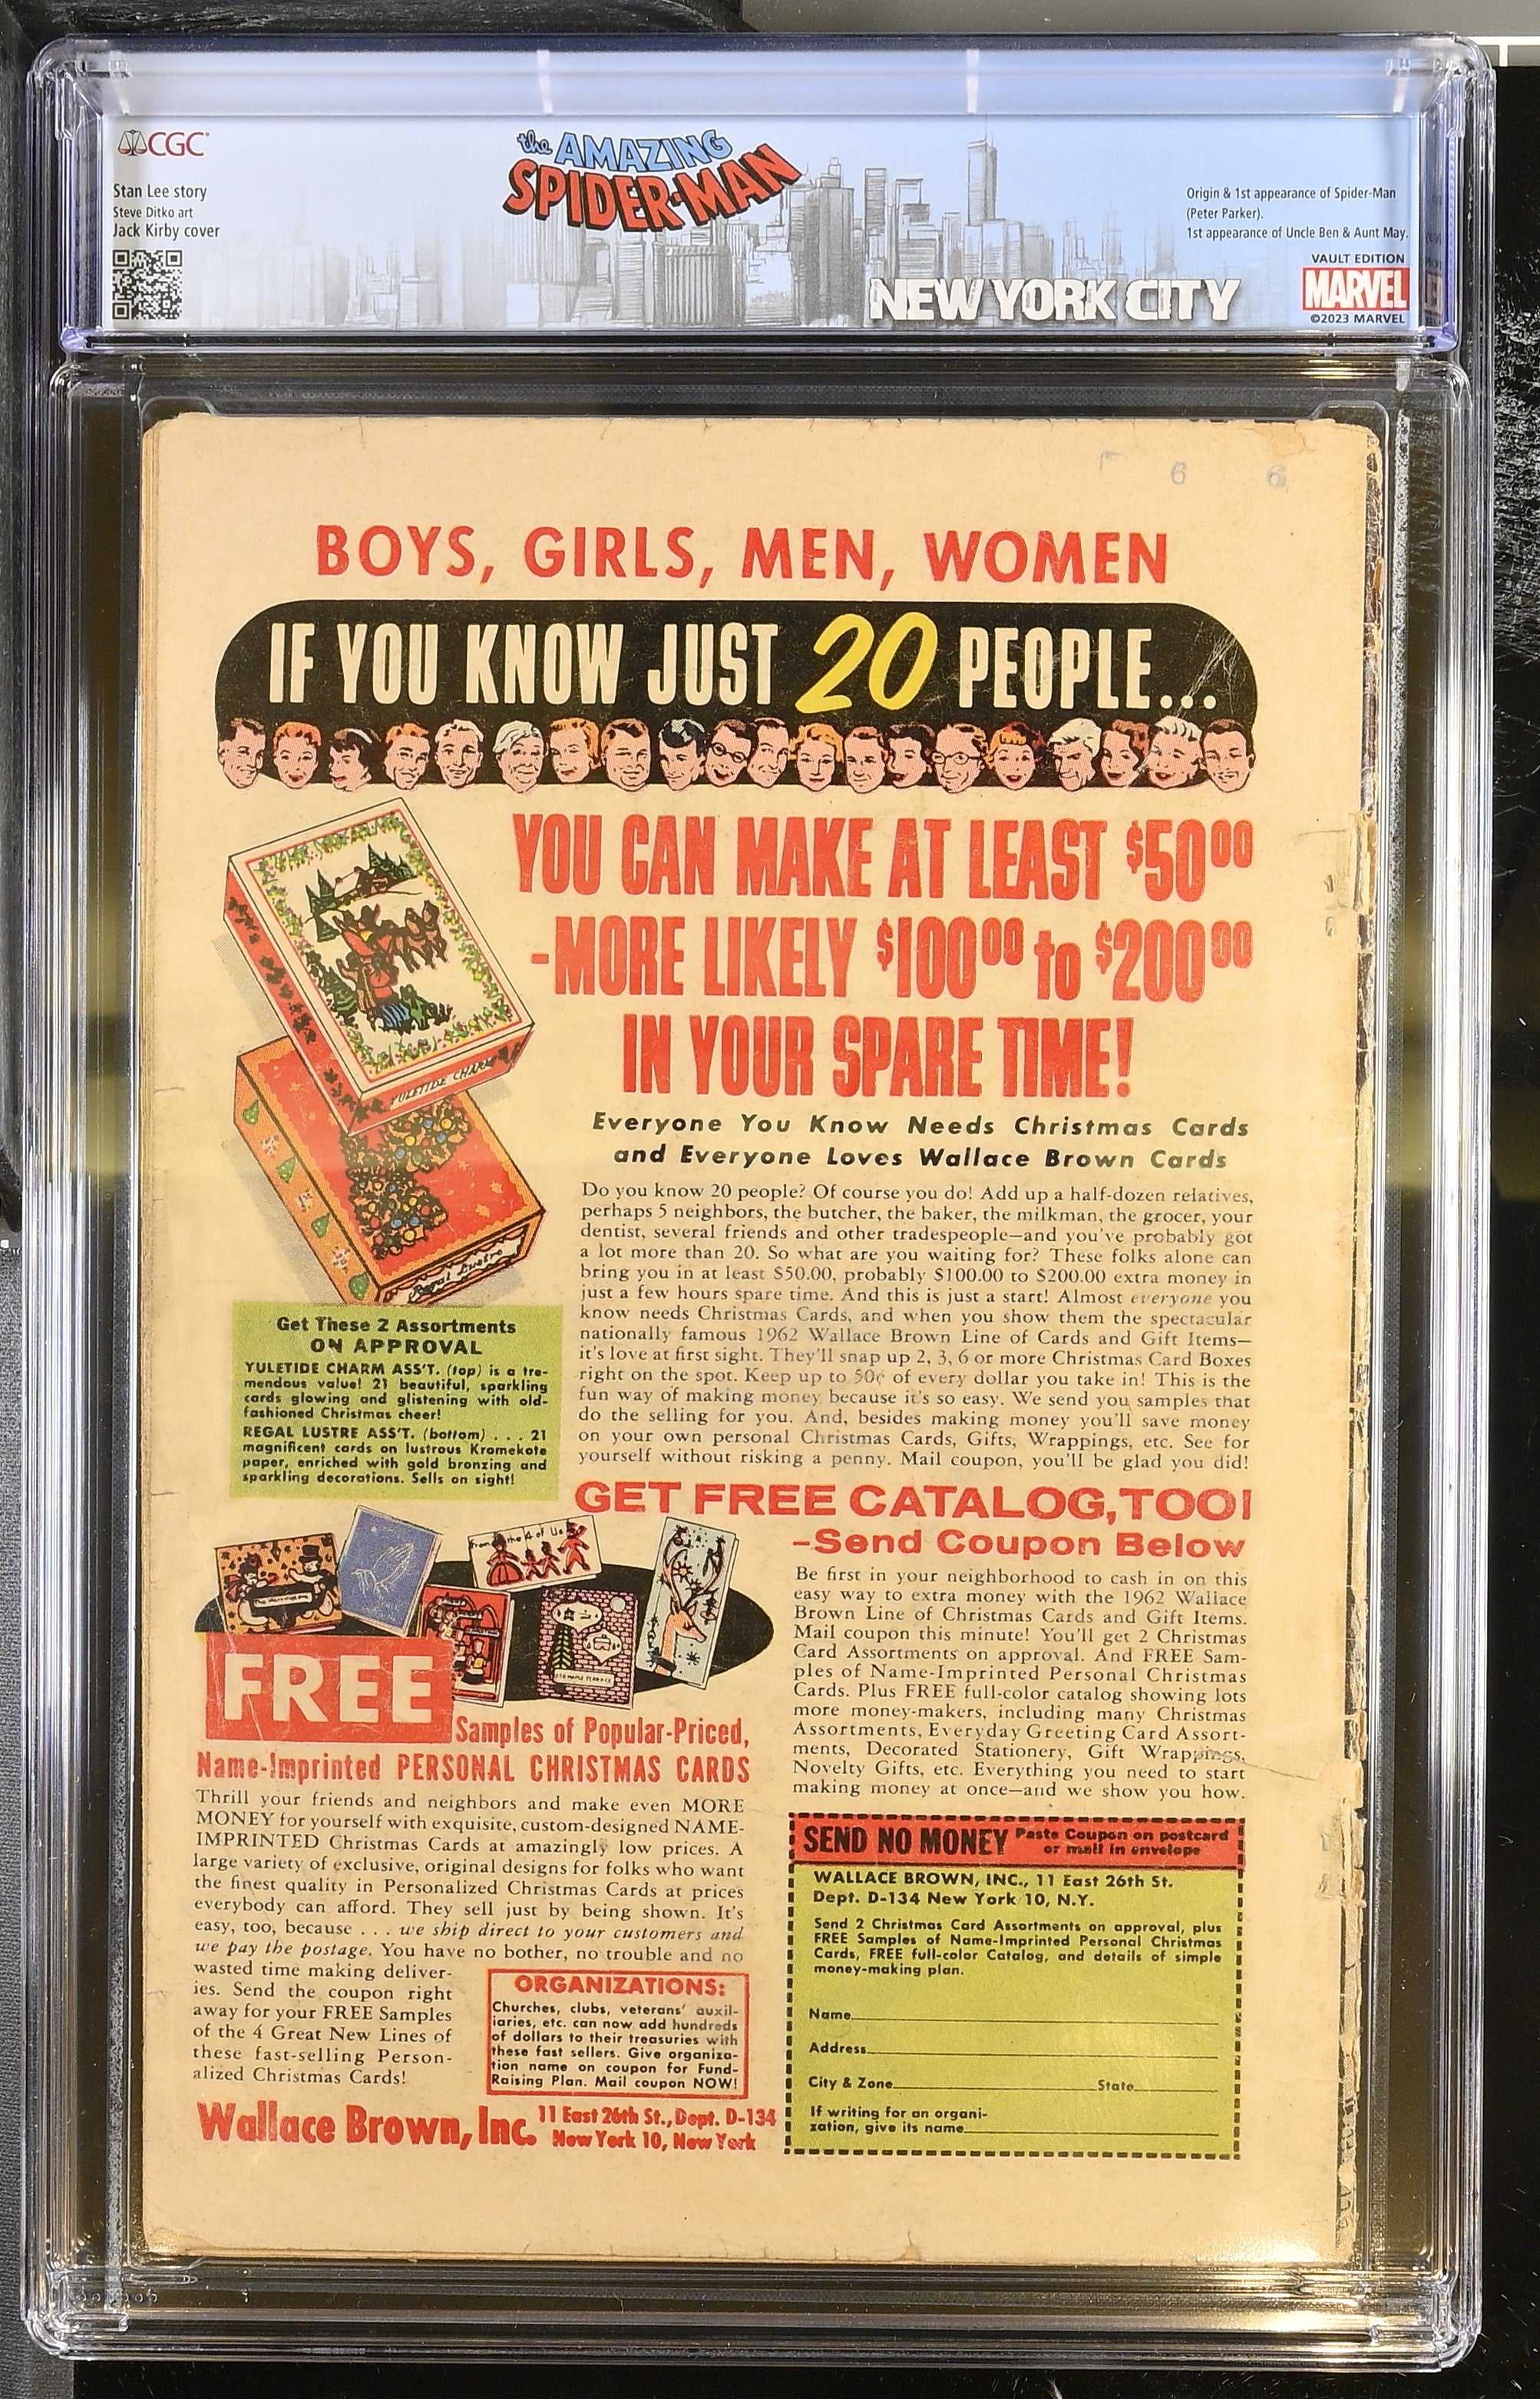 CGC
Stan Lee story
Steve Ditko art
Jack Kirby cover
the AMAZING
SPIDER-MAN
NEW YORK CITY
Origin & 1st appearance of Spider-Man
(Peter Parker).
1st appearance of Uncle Ben & Aunt May.
VAULT EDITION
MARVEL
©2023 MARVEL
6 6
BOYS, GIRLS, MEN, WOMEN
IF YOU KNOW JUST 20 PEOPLE...
YOU CAN MAKE AT LEAST $50.00
-MORE LIKELY $100.00 to $200.00
IN YOUR SPARE TIME!
Everyone You Know Needs Christmas Cards
and Everyone Loves Wallace Brown Cards
YULETIDE CHARM
Regal Lustre
Do you know 20 people? Of course you do! Add up a half-dozen relatives,
perhaps 5 neighbors, the butcher, the baker, the milkman, the grocer, your
dentist, several friends and other tradespeople—and you've probably got
a lot more than 20. So what are you waiting for? These folks alone can
bring you in at least $50.00, probably $100.00 to $200.00 extra money in
just a few hours spare time. And this is just a start! Almost everyone you
know needs Christmas Cards, and when you show them the spectacular
nationally famous 1962 Wallace Brown Line of Cards and Gift Items—
it's love at first sight. They'll snap up 2, 3, 6 or more Christmas Card Boxes
right on the spot. Keep up to 50¢ of every dollar you take in! This is the
fun way of making money because it's so easy. We send you samples that
do the selling for you. And, besides making money you'll save money
on your own personal Christmas Cards, Gifts, Wrappings, etc. See for
yourself without risking a penny. Mail coupon, you'll be glad you did!
Get These 2 Assortments
ON APPROVAL
YULETIDE CHARM ASS'T. (top) is a tre-
mendous value! 21 beautiful, sparkling
cards glowing and glistening with old-
fashioned Christmas cheer!
REGAL LUSTRE ASS'T. (bottom) . . . 21
magnificent cards on lustrous Kromekote
paper, enriched with gold bronzing and
sparkling decorations. Sells on sight!
GET FREE CATALOG, TOO!
-Send Coupon Below
Be first in your neighborhood to cash in on this
easy way to extra money with the 1962 Wallace
Brown Line of Christmas Cards and Gift Items.
Mail coupon this minute! You'll get 2 Christmas
Card Assortments on approval. And FREE Sam-
ples of Name-Imprinted Personal Christmas
Cards. Plus FREE full-color catalog showing lots
more money-makers, including many Christmas
Assortments, Everyday Greeting Card Assort-
ments, Decorated Stationery, Gift Wrappings,
Novelty Gifts, etc. Everything you need to start
making money at once—and we show you how.
From the 4 of Us
FREE
Samples of Popular-Priced,
Name-Imprinted PERSONAL CHRISTMAS CARDS
Thrill your friends and neighbors and make even MORE
MONEY for yourself with exquisite, custom-designed NAME-
IMPRINTED Christmas Cards at amazingly low prices. A
large variety of exclusive, original designs for folks who want
the finest quality in Personalized Christmas Cards at prices
everybody can afford. They sell just by being shown. It's
easy, too, because . . . we ship direct to your customers and
we pay the postage. You have no bother, no trouble and no
wasted time making deliver-
ies. Send the coupon right
away for your FREE Samples
of the 4 Great New Lines of
these fast-selling Person-
alized Christmas Cards!
ORGANIZATIONS:
Churches, clubs, veterans' auxil-
iaries, etc. can now add hundreds
of dollars to their treasuries with
these fast sellers. Give organiza-
tion name on coupon for Fund-
Raising Plan. Mail coupon NOW!
Wallace Brown, Inc. 11 East 26th St., Dept. D-134
New York 10, New York
SEND NO MONEY Paste Coupon on postcard
or mail in envelope
WALLACE BROWN, INC., 11 East 26th St.
Dept. D-134 New York 10, N.Y.
Send 2 Christmas Card Assortments on approval, plus
FREE Samples of Name-Imprinted Personal Christmas
Cards, FREE full-color Catalog, and details of simple
money-making plan.
Name
Address
City & Zone State
If writing for an organi-
zation, give its name